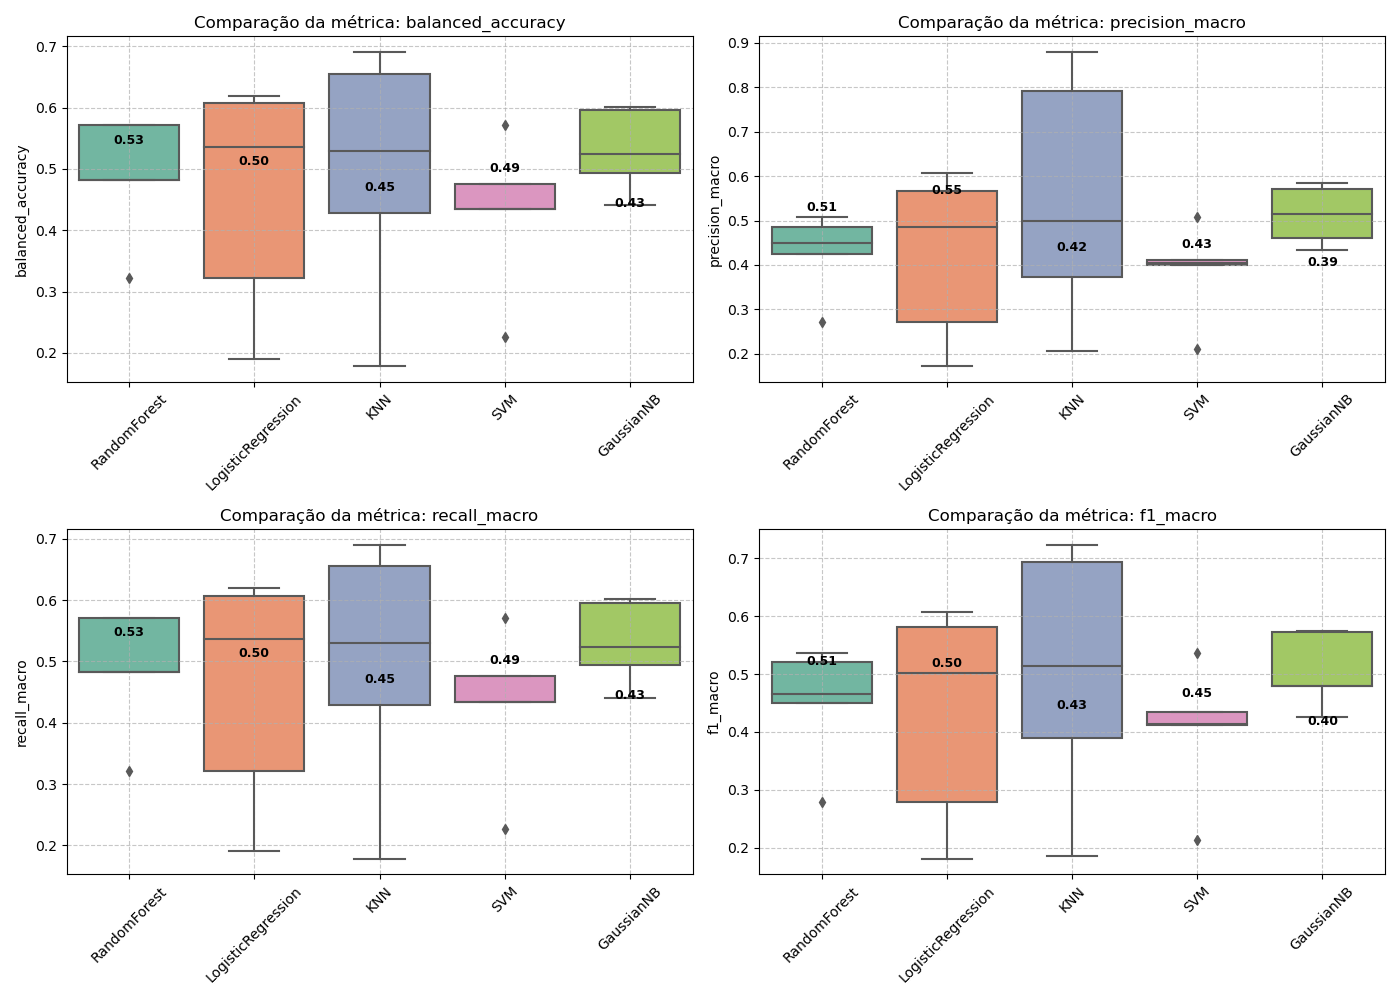 Comparação da métrica: balanced_accuracy
balanced_accuracy
0.7
0.6
0.5
0.4
0.3
0.2
0.53
0.50
0.45
0.49
0.43
RandomForest
LogisticRegression
KNN
SVM
GaussianNB
Comparação da métrica: precision_macro
precision_macro
0.9
0.8
0.7
0.6
0.5
0.4
0.3
0.2
0.51
0.55
0.42
0.43
0.39
RandomForest
LogisticRegression
KNN
SVM
GaussianNB
Comparação da métrica: recall_macro
recall_macro
0.7
0.6
0.5
0.4
0.3
0.2
0.53
0.50
0.45
0.49
0.43
RandomForest
LogisticRegression
KNN
SVM
GaussianNB
Comparação da métrica: f1_macro
f1_macro
0.7
0.6
0.5
0.4
0.3
0.2
0.51
0.50
0.43
0.45
0.40
RandomForest
LogisticRegression
KNN
SVM
GaussianNB